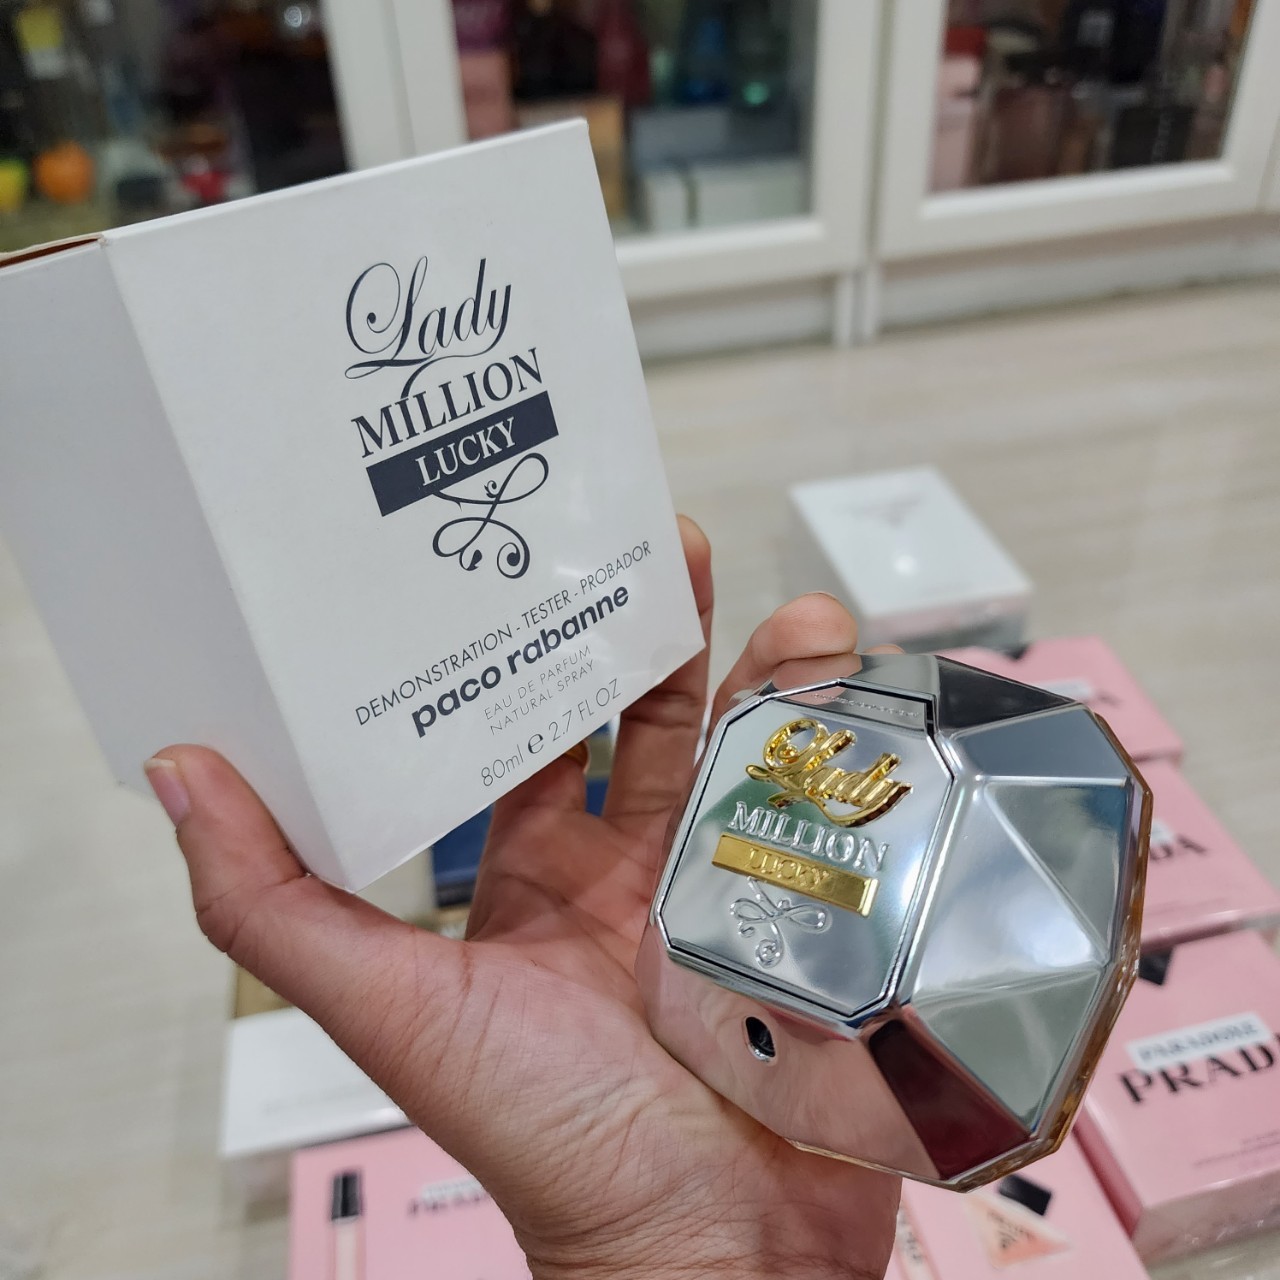 Lady
MILLION
LUCKY
DEMONSTRATION - TESTER - PROBADOR
paco rabanne
EAU DE PARFUM
NATURAL SPRAY
80ml e 2.7 FL OZ
Lady
MILLION
LUCKY
PARADOXE
PRADA